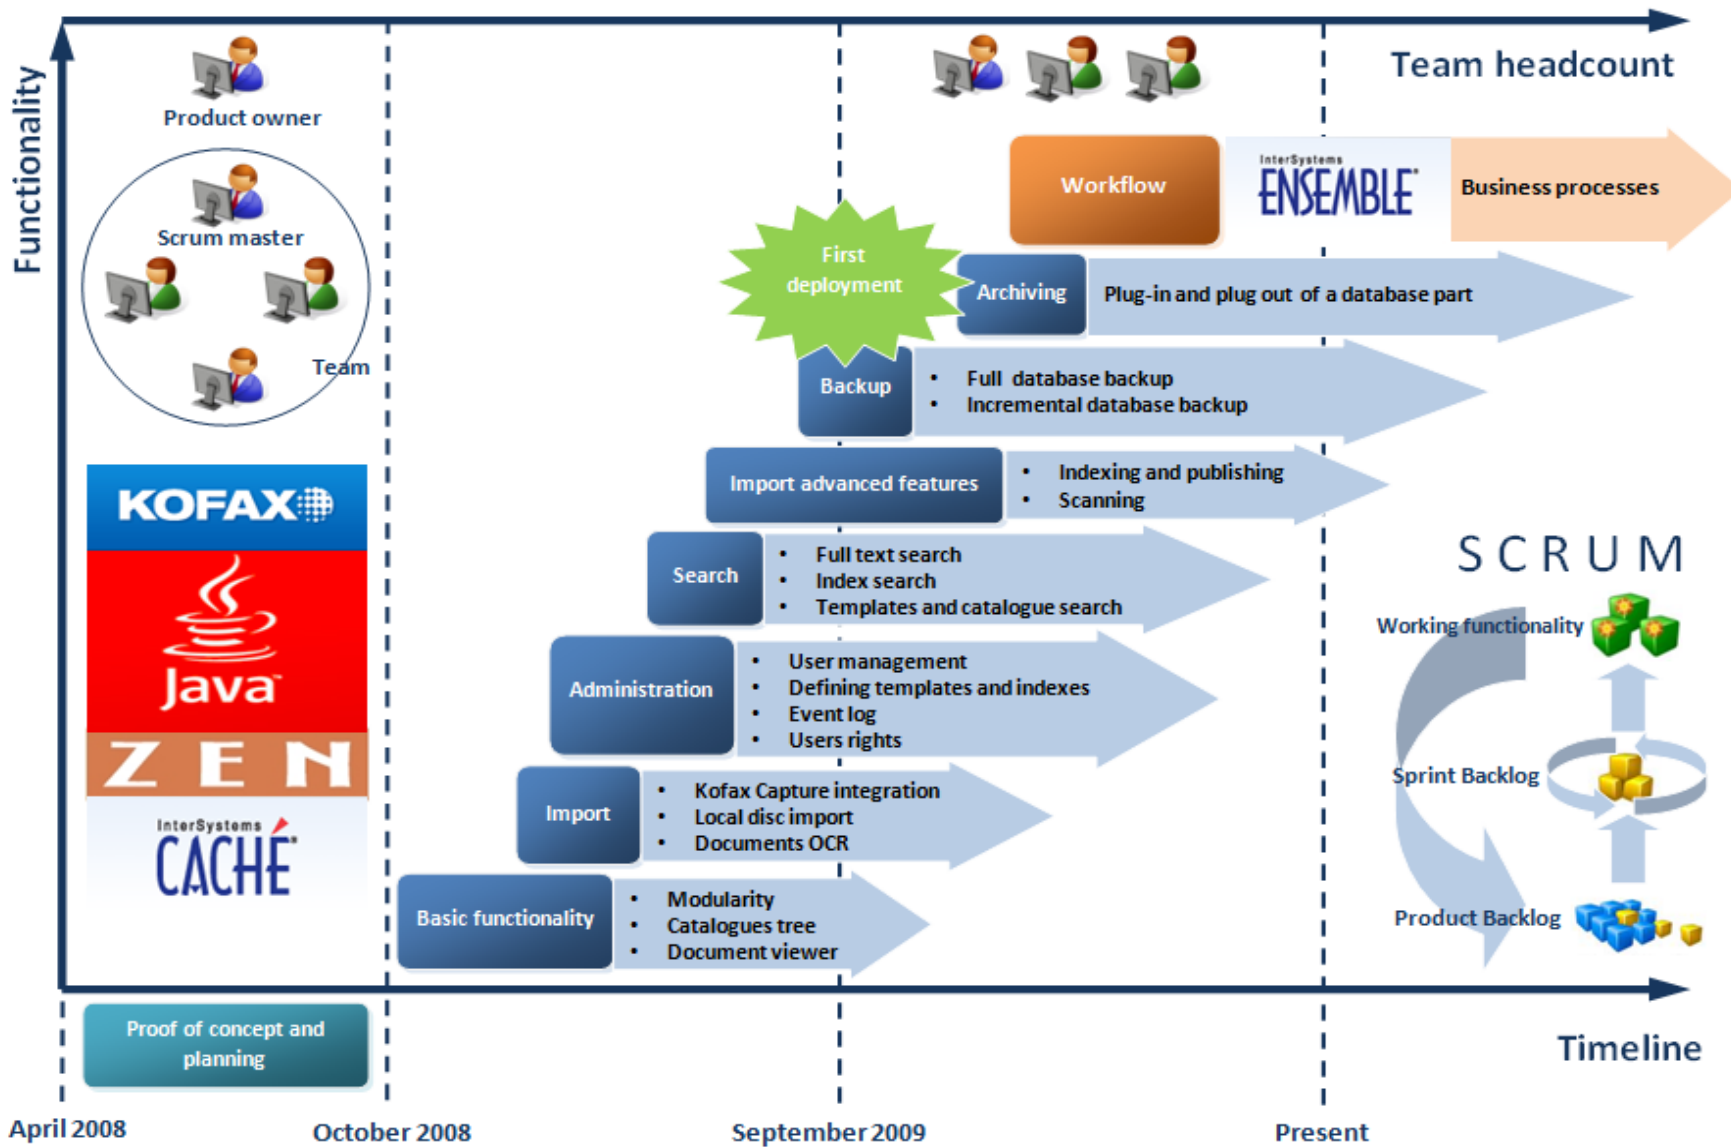 Team headcount
Functionality
Product owner
Scrum master
Team
KOFAX
Java™
ZEN
InterSystems
CACHÉ
Workflow
InterSystems
ENSEMBLE
Business processes
First
deployment
Archiving
Plug-in and plug out of a database part
Backup
• Full database backup
• Incremental database backup
Import advanced features
• Indexing and publishing
• Scanning
Search
• Full text search
• Index search
• Templates and catalogue search
Administration
• User management
• Defining templates and indexes
• Event log
• Users rights
Import
• Kofax Capture integration
• Local disc import
• Documents OCR
Basic functionality
• Modularity
• Catalogues tree
• Document viewer
SCRUM
Working functionality
Sprint Backlog
Product Backlog
Proof of concept and
planning
Timeline
April 2008
October 2008
September 2009
Present